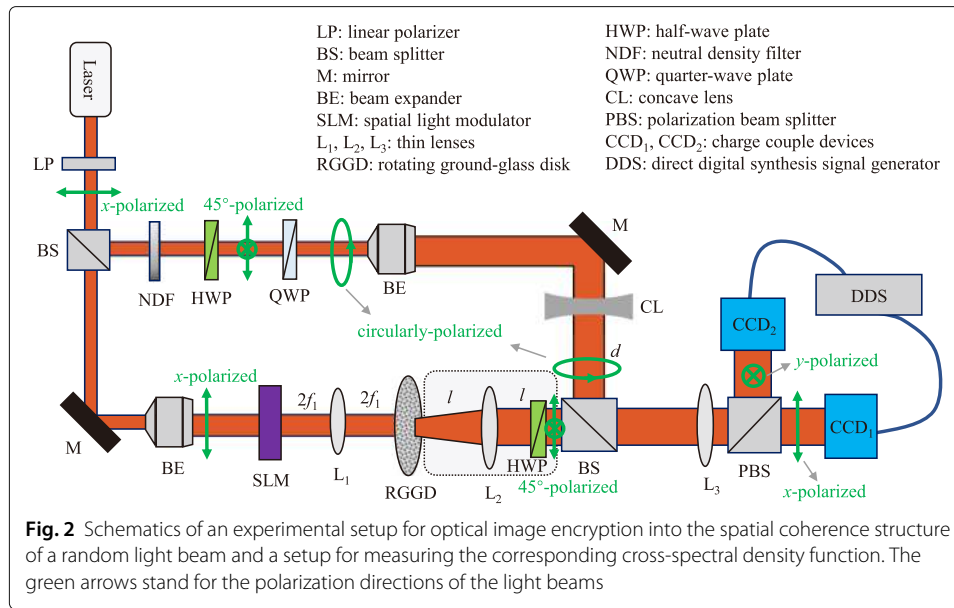 LP: linear polarizer
BS: beam splitter
M: mirror
BE: beam expander
SLM: spatial light modulator
L₁, L₂, L₃: thin lenses
RGGD: rotating ground-glass disk
HWP: half-wave plate
NDF: neutral density filter
QWP: quarter-wave plate
CL: concave lens
PBS: polarization beam splitter
CCD₁, CCD₂: charge couple devices
DDS: direct digital synthesis signal generator
Laser
LP
x-polarized
45°-polarized
BS
NDF
HWP
QWP
BE
M
CL
circularly-polarized
d
DDS
CCD₂
y-polarized
x-polarized
M
BE
SLM
2f₁
L₁
2f₁
RGGD
l
L₂
l
HWP
45°-polarized
BS
L₃
PBS
CCD₁
x-polarized
Fig. 2 Schematics of an experimental setup for optical image encryption into the spatial coherence structure
of a random light beam and a setup for measuring the corresponding cross-spectral density function. The
green arrows stand for the polarization directions of the light beams